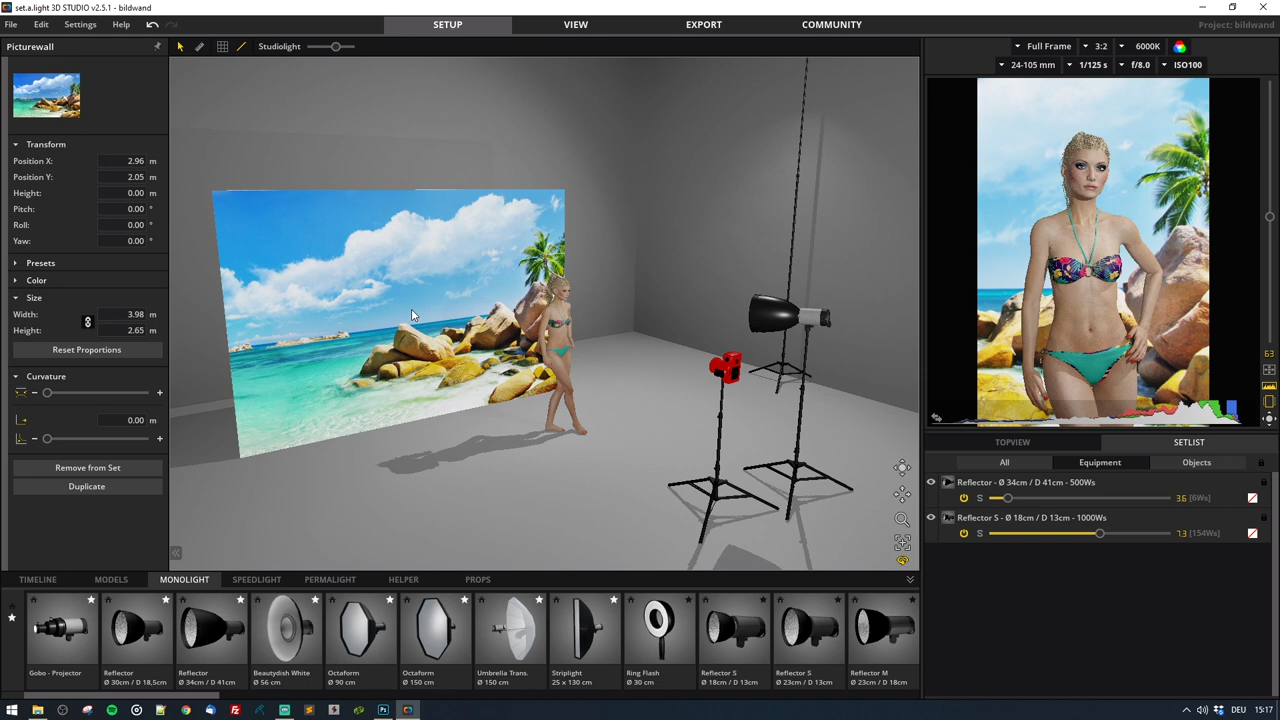 set.a.light 3D STUDIO v2.5.1 - bildwand
File Edit Settings Help SETUP VIEW EXPORT COMMUNITY Project: bildwand
Picturewall
Studiolight
Full Frame 3:2 6000K
24-105 mm 1/125 s f/8.0 ISO100
Transform
Position X: 2.96 m
Position Y: 2.05 m
Height: 0.00 m
Pitch: 0.00 °
Roll: 0.00 °
Yaw: 0.00 °
Presets
Color
Size
Width: 3.98 m
Height: 2.65 m
Reset Proportions
Curvature
0.00 m
Remove from Set
Duplicate
63
TOPVIEW SETLIST
All Equipment Objects
Reflector - Ø 34cm / D 41cm - 500Ws
S 3.6 [6Ws]
Reflector S - Ø 18cm / D 13cm - 1000Ws
S 7.3 [154Ws]
TIMELINE MODELS MONOLIGHT SPEEDLIGHT PERMALIGHT HELPER PROPS
Gobo - Projector
Reflector
Ø 30cm / D 18,5cm
Reflector
Ø 34cm / D 41cm
Beautydish White
Ø 56 cm
Octaform
Ø 90 cm
Octaform
Ø 150 cm
Umbrella Trans.
Ø 150 cm
Striplight
25 x 130 cm
Ring Flash
Ø 30 cm
Reflector S
Ø 18cm / D 13cm
Reflector S
Ø 23cm / D 13cm
Reflector M
Ø 23cm / D 18cm
DEU 15:17